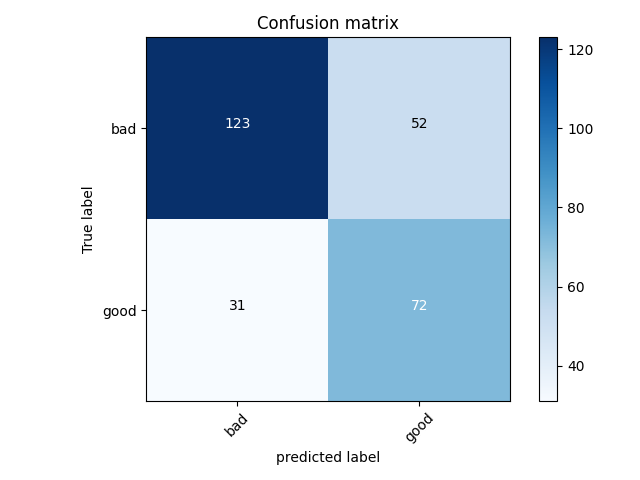 Confusion matrix
True label
bad
123
52
good
31
72
bad
good
predicted label
120
100
80
60
40